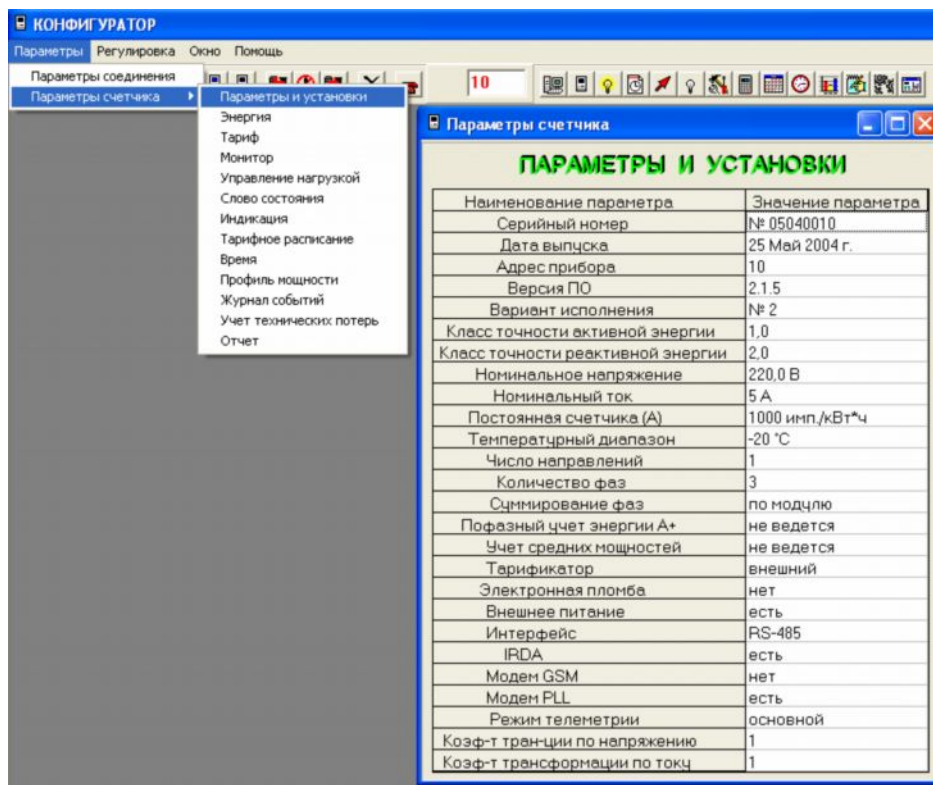 КОНФИГУРАТОР
Параметры Регулировка Окно Помощь
Параметры соединения
Параметры счетчика
10
Параметры и установки
Энергия
Тариф
Монитор
Управление нагрузкой
Слово состояния
Индикация
Тарифное расписание
Время
Профиль мощности
Журнал событий
Учет технических потерь
Отчет
Параметры счетчика
ПАРАМЕТРЫ И УСТАНОВКИ
Наименование параметра Значение параметра
Серийный номер № 05040010
Дата выпуска 25 Май 2004 г.
Адрес прибора 10
Версия ПО 2.1.5
Вариант исполнения № 2
Класс точности активной энергии 1,0
Класс точности реактивной энергии 2,0
Номинальное напряжение 220,0 В
Номинальный ток 5 А
Постоянная счетчика (А) 1000 имп./кВт*ч
Температурный диапазон -20 °С
Число направлений 1
Количество фаз 3
Суммирование фаз по модулю
Пофазный учет энергии А+ не ведется
Учет средних мощностей не ведется
Тарификатор внешний
Электронная пломба нет
Внешнее питание есть
Интерфейс RS-485
IRDA есть
Модем GSM нет
Модем PLL есть
Режим телеметрии основной
Коэф-т тран-ции по напряжению 1
Коэф-т трансформации по току 1